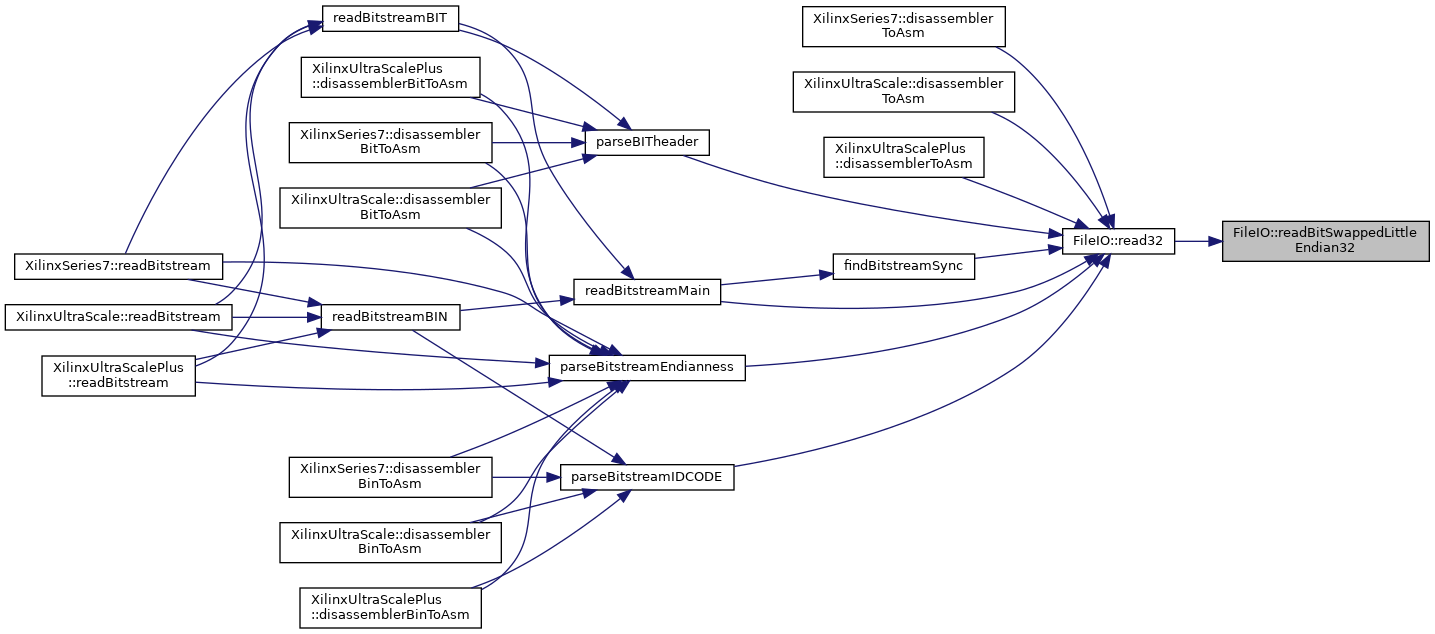 readBitstreamBIT
XilinxUltraScalePlus
::disassemblerBitToAsm
XilinxSeries7::disassembler
BitToAsm
XilinxUltraScale::disassembler
BitToAsm
XilinxSeries7::readBitstream
XilinxUltraScale::readBitstream
XilinxUltraScalePlus
::readBitstream
readBitstreamBIN
XilinxSeries7::disassembler
BinToAsm
XilinxUltraScale::disassembler
BinToAsm
XilinxUltraScalePlus
::disassemblerBinToAsm
parseBITheader
readBitstreamMain
parseBitstreamEndianness
parseBitstreamIDCODE
XilinxSeries7::disassembler
ToAsm
XilinxUltraScale::disassembler
ToAsm
XilinxUltraScalePlus
::disassemblerToAsm
findBitstreamSync
FileIO::read32
FileIO::readBitSwappedLittle
Endian32